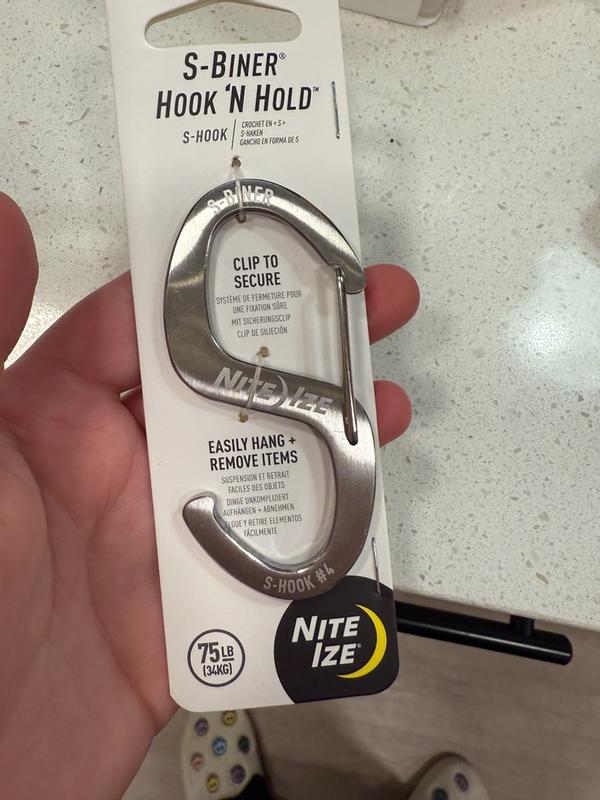 S-BINER®
HOOK 'N HOLD™
S-HOOK
CROCHET EN « S »
S-HAKEN
GANCHO EN FORMA DE S
S-BINER
CLIP TO
SECURE
SYSTÈME DE FERMETURE POUR
UNE FIXATION SÛRE
MIT SICHERUNGSCLIP
CLIP DE SUJECIÓN
NITE IZE
EASILY HANG +
REMOVE ITEMS
SUSPENSION ET RETRAIT
FACILES DES OBJETS
DINGE UNKOMPLIZIERT
AUFHÄNGEN + ABNEHMEN
Y RETIRE ELEMENTOS
FÁCILMENTE
S-HOOK #4
75LB
(34KG)
NITE
IZE®